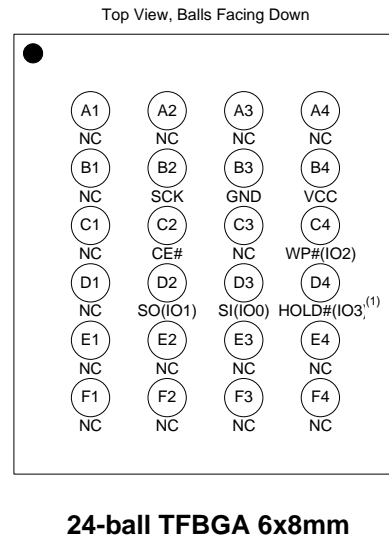 Top View, Balls Facing Down
A1 A2 A3 A4
NC NC NC NC
B1 B2 B3 B4
NC SCK GND VCC
C1 C2 C3 C4
NC CE# NC WP#(IO2)
D1 D2 D3 D4
NC SO(IO1) SI(IO0) HOLD#(IO3)(1)
E1 E2 E3 E4
NC NC NC NC
F1 F2 F3 F4
NC NC NC NC
24-ball TFBGA 6x8mm